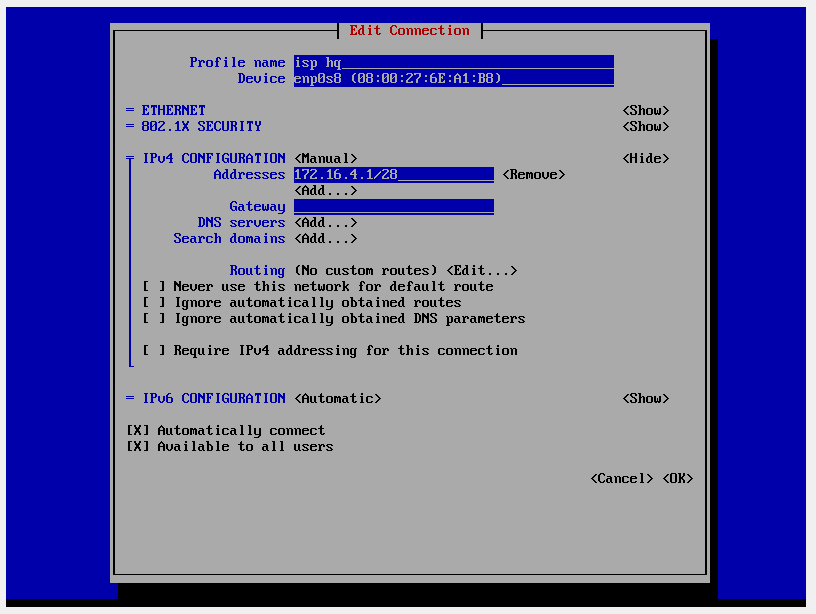 Edit Connection
Profile name isp hq
Device enp0s8 (08:00:27:6E:A1:B8)
= ETHERNET <Show>
= 802.1X SECURITY <Show>
= IPv4 CONFIGURATION <Manual> <Hide>
Addresses 172.16.4.1/28 <Remove>
<Add...>
Gateway
DNS servers <Add...>
Search domains <Add...>
Routing (No custom routes) <Edit...>
[ ] Never use this network for default route
[ ] Ignore automatically obtained routes
[ ] Ignore automatically obtained DNS parameters
[ ] Require IPv4 addressing for this connection
= IPv6 CONFIGURATION <Automatic> <Show>
[X] Automatically connect
[X] Available to all users
<Cancel> <OK>